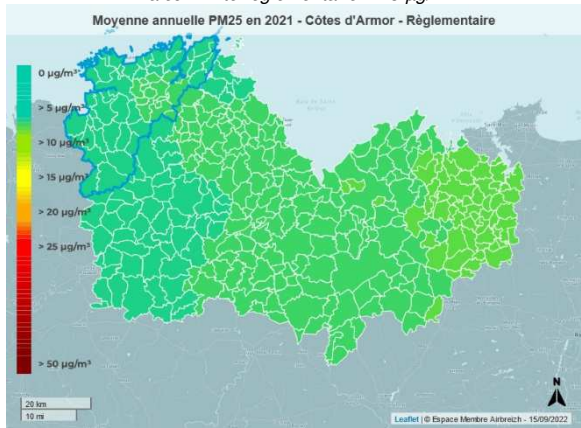 Moyenne annuelle PM25 en 2021 - Côtes d'Armor - Règlementaire
0 µg/m³
> 5 µg/m³
> 10 µg/m³
> 15 µg/m³
> 20 µg/m³
> 25 µg/m³
> 50 µg/m³
20 km
10 mi
N
Leaflet | © Espace Membre Airbreizh - 15/09/2022